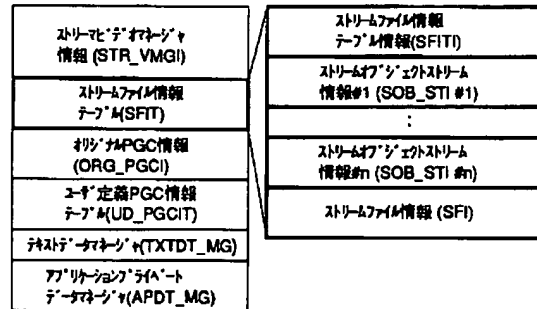 ストリーマビデオマネージャ
情報 (STR_VMGI)
ストリームファイル情報
テーブル(SFIT)
オリジナルPGC情報
(ORG_PGCI)
ユーザ定義PGC情報
テーブル(UD_PGCIT)
テキストデータマネージャ(TXTDT_MG)
アプリケーションプライベート
データマネージャ(APDT_MG)
ストリームファイル情報
テーブル情報(SFITI)
ストリームオブジェクトストリーム
情報#1 (SOB_STI #1)
:
ストリームオブジェクトストリーム
情報#n (SOB_STI #n)
ストリームファイル情報 (SFI)